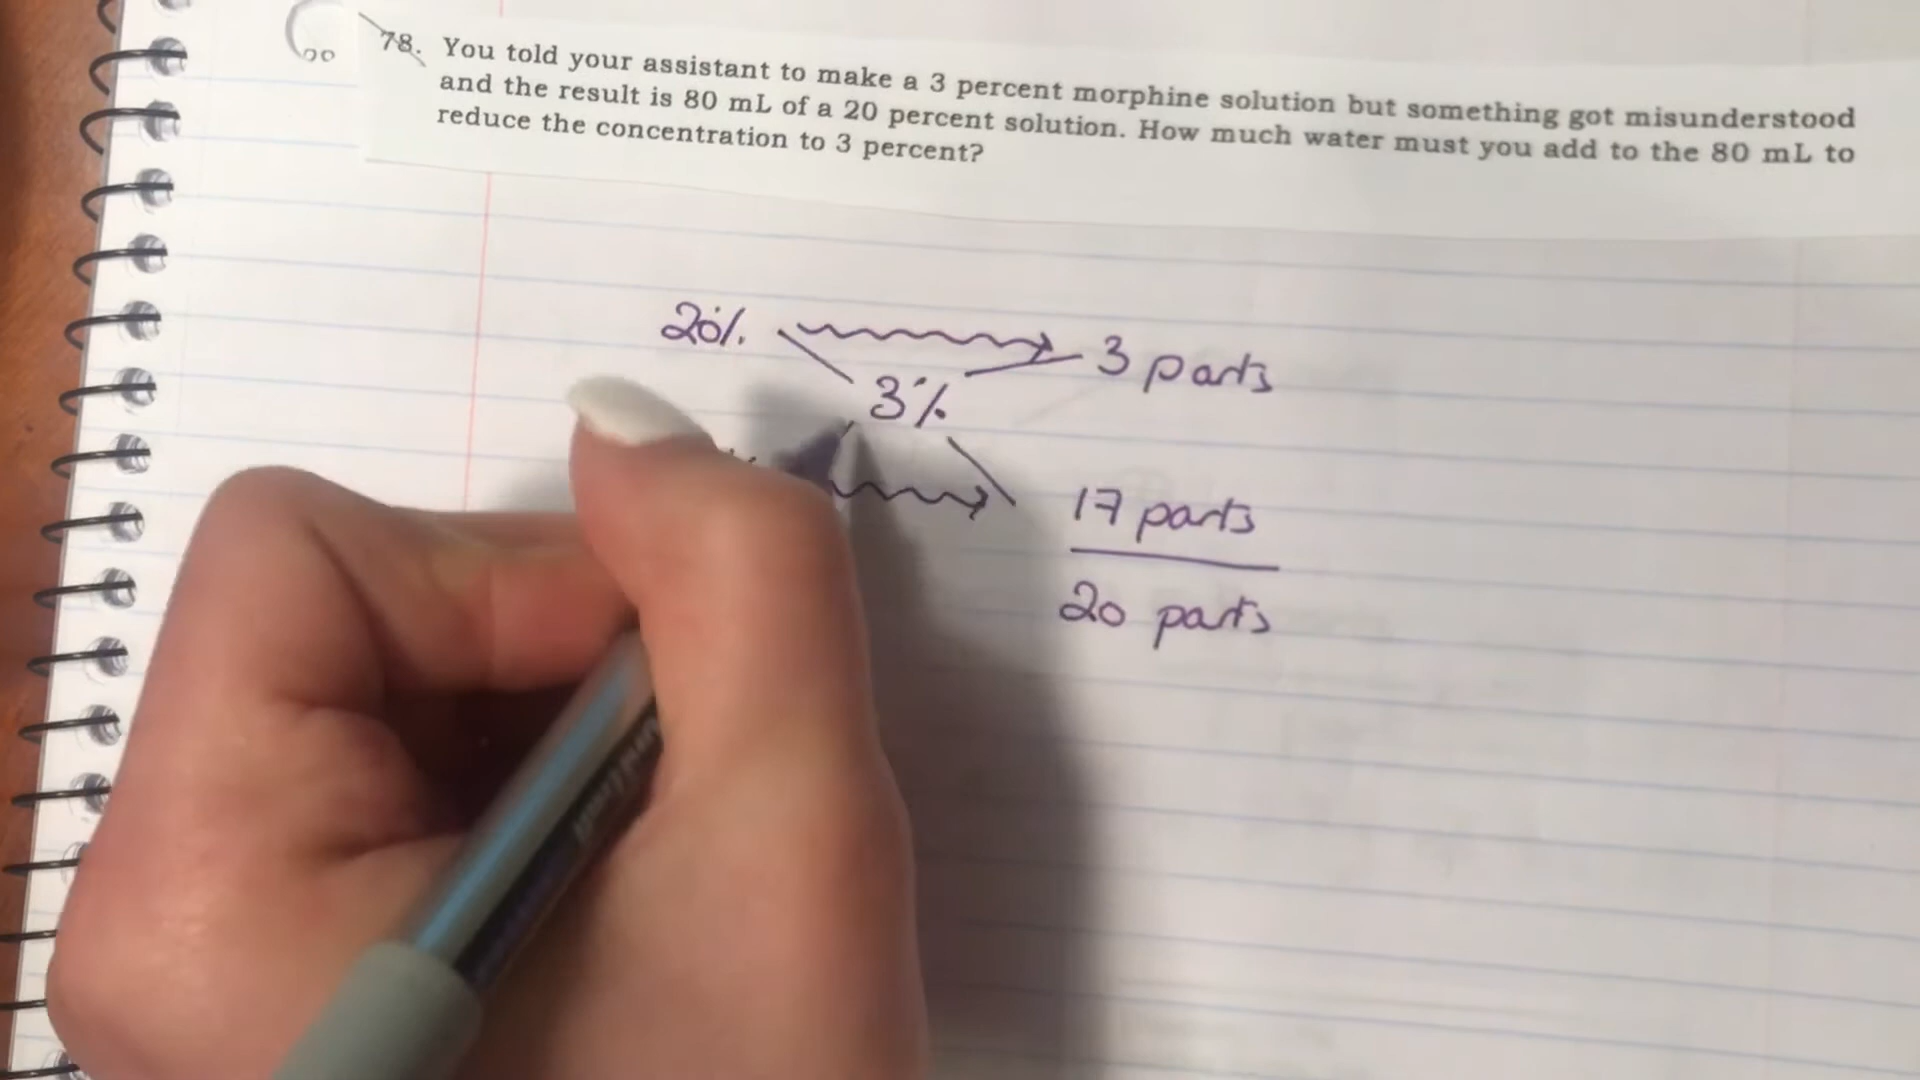 78. You told your assistant to make a 3 percent morphine solution but something got misunderstood
and the result is 80 mL of a 20 percent solution. How much water must you add to the 80 mL to
reduce the concentration to 3 percent?
20%
3 parts
3%
17 parts
20 parts